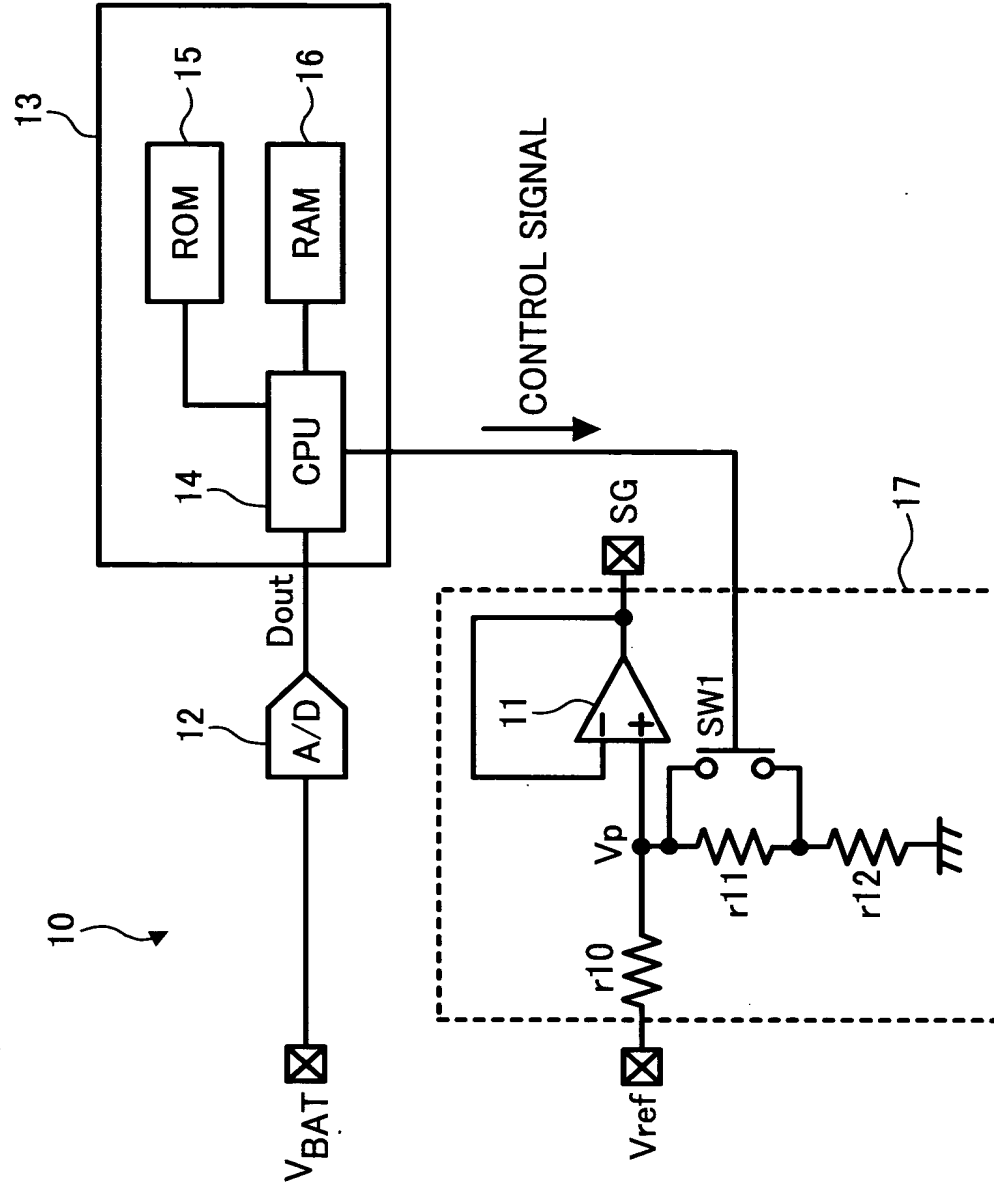 10
13
ROM
15
RAM
16
14
CPU
VBAT
12
A/D
Dout
CONTROL SIGNAL
17
SG
11
−
+
Vp
Vref
r10
r11
SW1
r12